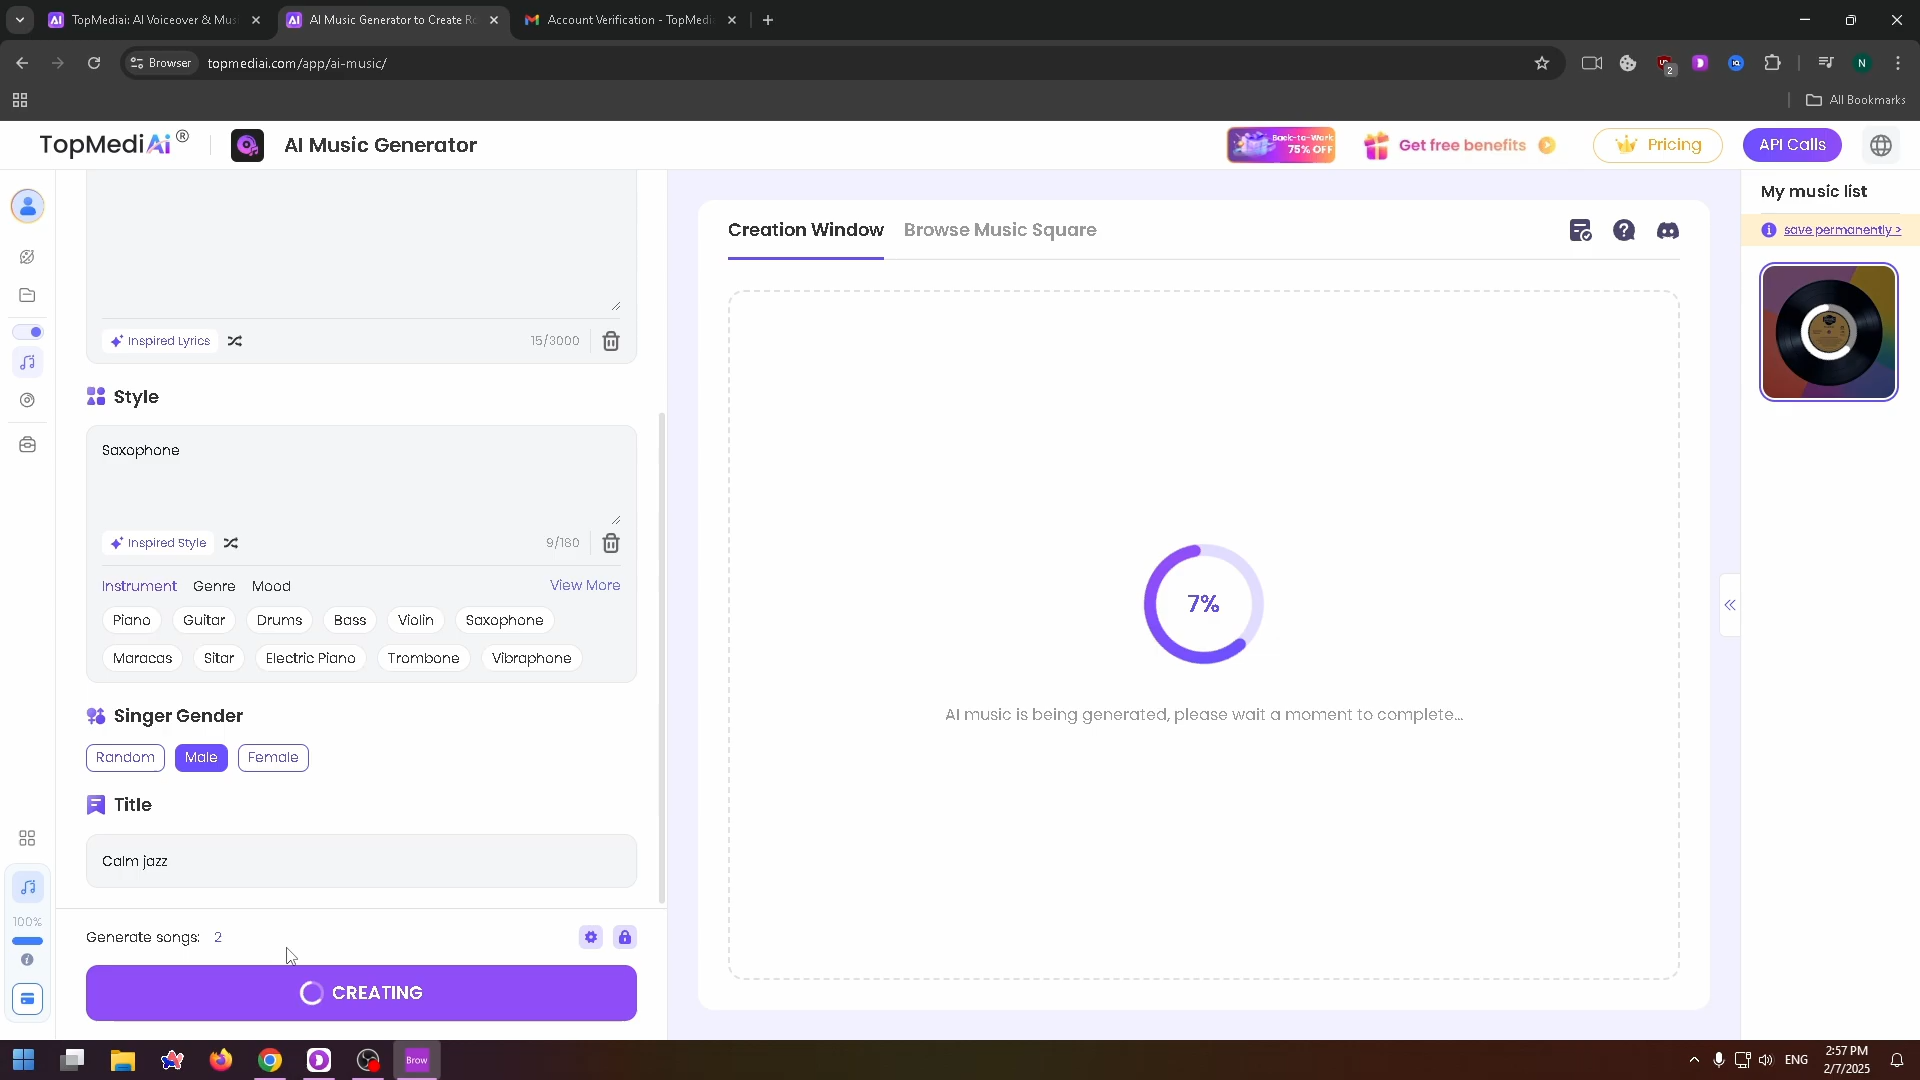 TopMediai: AI Voiceover & Mus
AI Music Generator to Create R
Account Verification - TopMedi
Browser
topmediai.com/app/ai-music/
2
N
All Bookmarks
TopMediAi®
AI Music Generator
Back-to-Work
75% OFF
Get free benefits
Pricing
API Calls
Creation Window
Browse Music Square
My music list
save permanently >
Inspired Lyrics
15/3000
Style
Saxophone
Inspired Style
9/180
Instrument
Genre
Mood
View More
Piano
Guitar
Drums
Bass
Violin
Saxophone
Maracas
Sitar
Electric Piano
Trombone
Vibraphone
Singer Gender
Random
Male
Female
Title
Calm jazz
100%
Generate songs: 2
CREATING
7%
AI music is being generated, please wait a moment to complete...
Brow
ENG
2:57 PM
2/7/2025